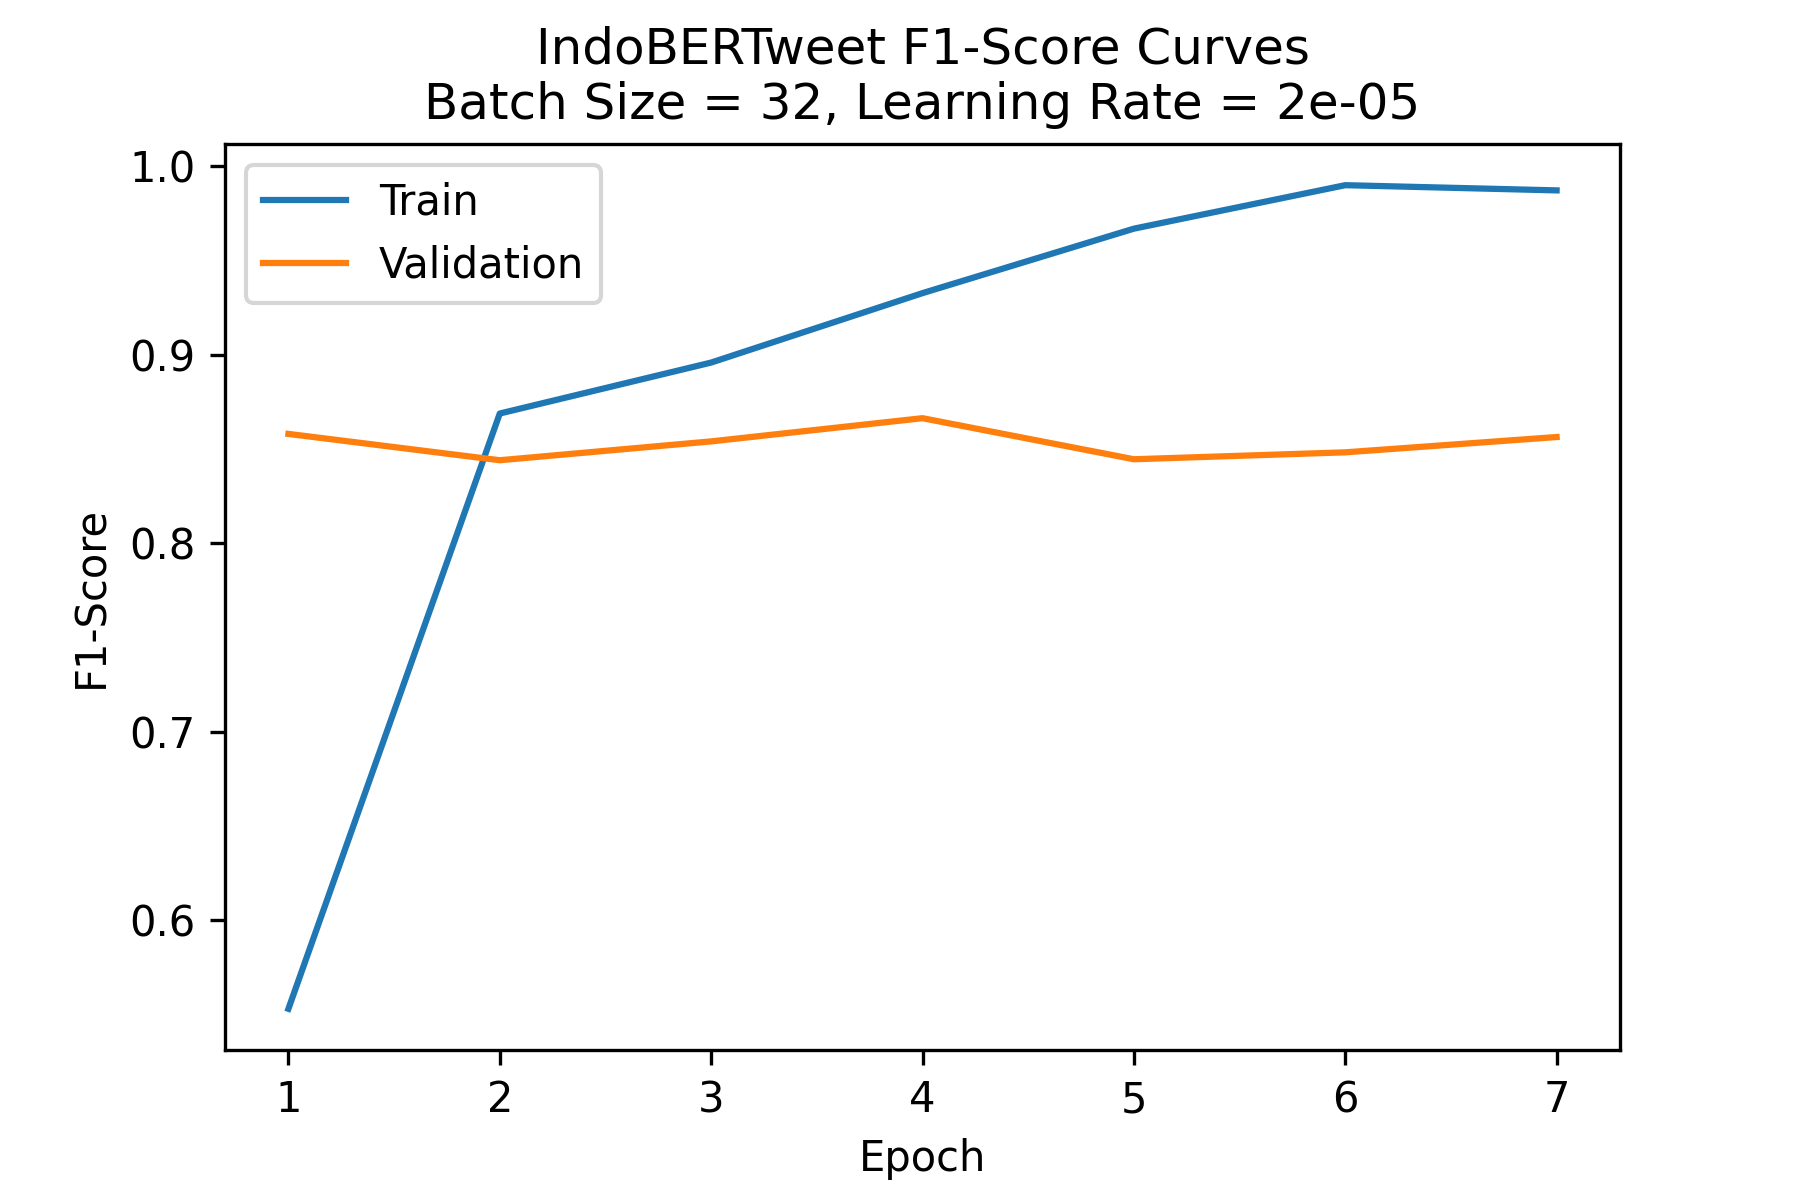 IndoBERTweet F1-Score Curves
Batch Size = 32, Learning Rate = 2e-05
Train
Validation
1.0
0.9
0.8
0.7
0.6
F1-Score
1 2 3 4 5 6 7
Epoch